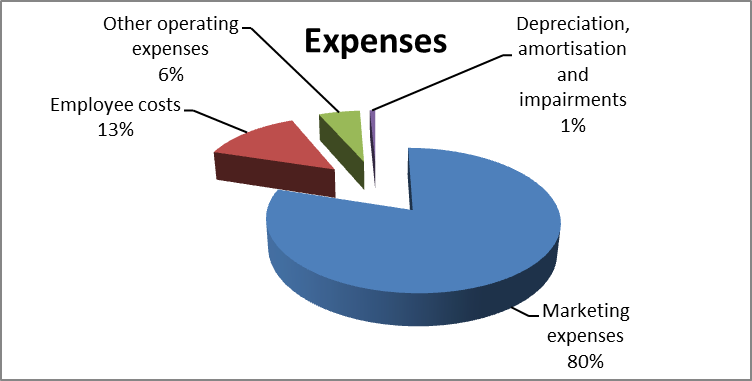 Expenses
Other operating
expenses
6%
Depreciation,
amortisation
and
impairments
1%
Employee costs
13%
Marketing
expenses
80%